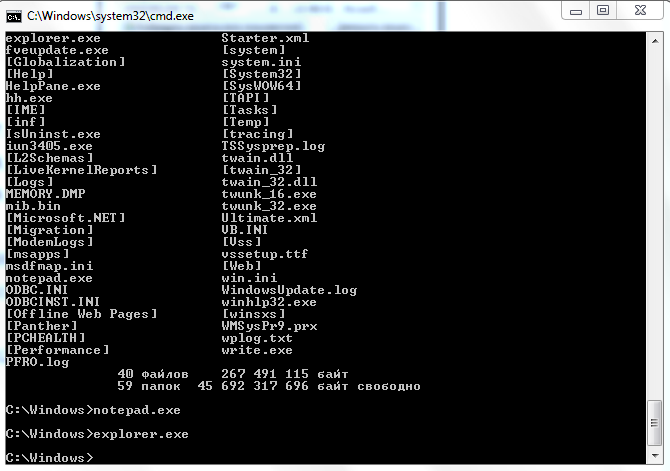 C:\Windows\system32\cmd.exe
explorer.exe Starter.xml
fveupdate.exe [system]
[Globalization] system.ini
[Help] [System32]
HelpPane.exe [SysWOW64]
hh.exe [TAPI]
[IME] [Tasks]
[inf] [Temp]
IsUninst.exe [tracing]
iun3405.exe TSSysprep.log
[L2Schemas] twain.dll
[LiveKernelReports] [twain_32]
[Logs] twain_32.dll
MEMORY.DMP twunk_16.exe
mib.bin twunk_32.exe
[Microsoft.NET] Ultimate.xml
[Migration] VB.INI
[ModemLogs] [Vss]
[msapps] vssetup.ttf
msdfmap.ini [Web]
notepad.exe win.ini
ODBC.INI WindowsUpdate.log
ODBCINST.INI winhlp32.exe
[Offline Web Pages] [winsxs]
[Panther] WMSysPr9.prx
[PCHEALTH] wplog.txt
[Performance] write.exe
PFRO.log
40 файлов 267 491 115 байт
59 папок 45 692 317 696 байт свободно
C:\Windows>notepad.exe
C:\Windows>explorer.exe
C:\Windows>